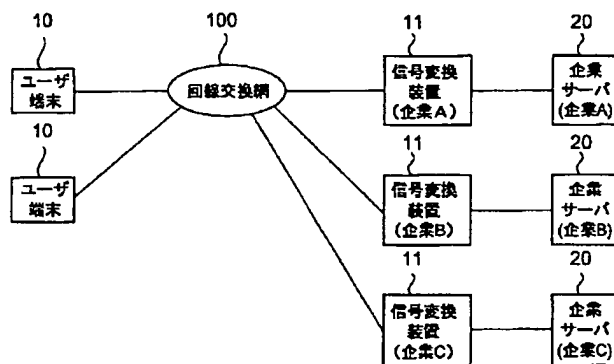 10
ユーザ
端末
10
ユーザ
端末
100
回線交換網
11
信号変換
装置
(企業A)
20
企業
サーバ
(企業A)
11
信号変換
装置
(企業B)
20
企業
サーバ
(企業B)
11
信号変換
装置
(企業C)
20
企業
サーバ
(企業C)